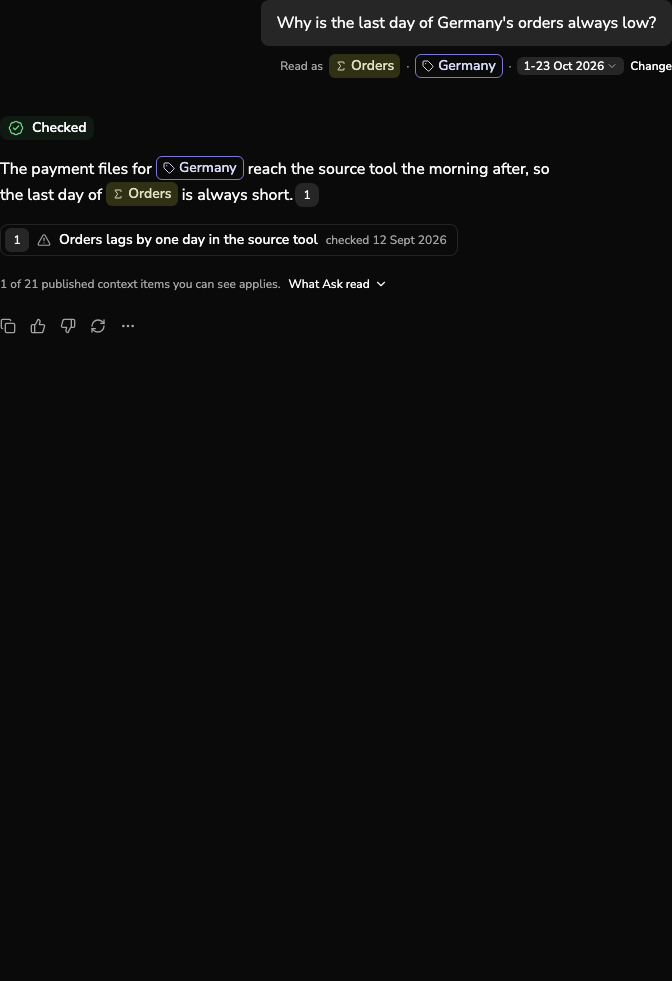 Why is the last day of Germany's orders always low?
Read as Σ Orders · Germany · 1-23 Oct 2026 Change
Checked
The payment files for Germany reach the source tool the morning after, so
the last day of Σ Orders is always short. 1
1 Orders lags by one day in the source tool checked 12 Sept 2026
1 of 21 published context items you can see applies. What Ask read